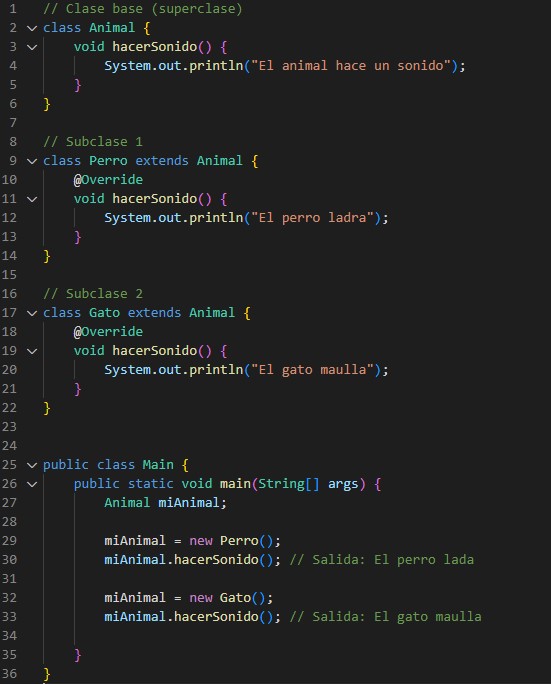 1 // Clase base (superclase)
2 class Animal {
3     void hacerSonido() {
4         System.out.println("El animal hace un sonido");
5     }
6 }
7
8 // Subclase 1
9 class Perro extends Animal {
10     @Override
11     void hacerSonido() {
12         System.out.println("El perro ladra");
13     }
14 }
15
16 // Subclase 2
17 class Gato extends Animal {
18     @Override
19     void hacerSonido() {
20         System.out.println("El gato maulla");
21     }
22 }
23
24
25 public class Main {
26     public static void main(String[] args) {
27         Animal miAnimal;
28
29         miAnimal = new Perro();
30         miAnimal.hacerSonido(); // Salida: El perro lada
31
32         miAnimal = new Gato();
33         miAnimal.hacerSonido(); // Salida: El gato maulla
34
35     }
36 }